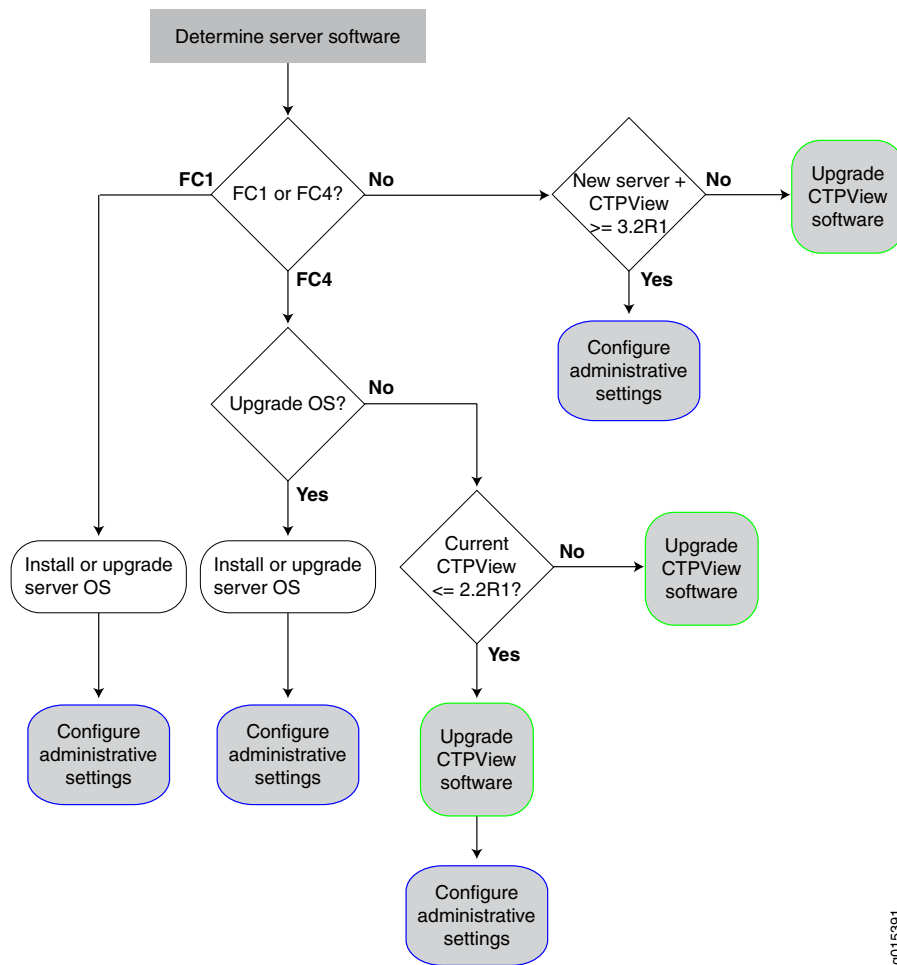 Determine server software
FC1
FC1 or FC4?
No
New server +
CTPView
>= 3.2R1
No
Upgrade
CTPView
software
FC4
Yes
Configure
administrative
settings
Upgrade OS?
No
Yes
Install or upgrade
server OS
Install or upgrade
server OS
Current
CTPView
<= 2.2R1?
No
Upgrade
CTPView
software
Yes
Configure
administrative
settings
Configure
administrative
settings
Upgrade
CTPView
software
Configure
administrative
settings
g015391